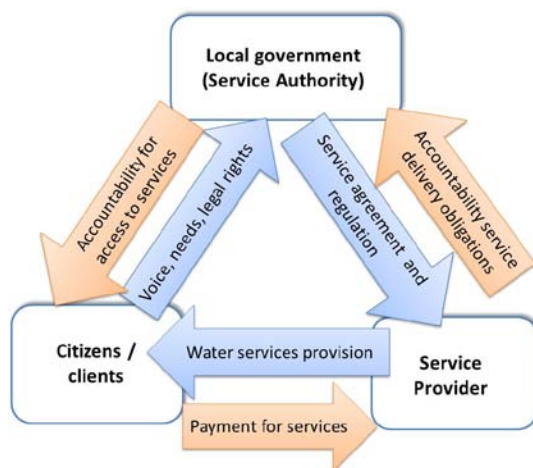 Local government
(Service Authority)
Accountability for
access to services
Voice, needs, legal rights
Service agreement and
regulation
Accountability service
delivery obligations
Citizens /
clients
Water services provision
Service
Provider
Payment for services